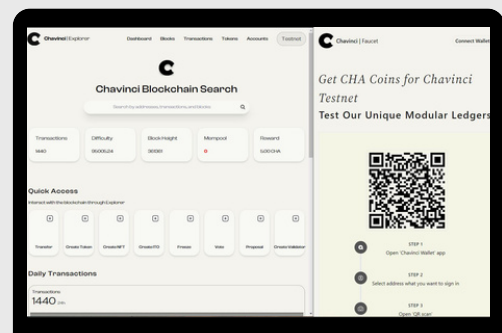 Chavinci | Explorer
Dashboard Blocks Transactions Tokens Accounts Testnet
Chavinci Blockchain Search
Search by addresses, transactions, and blocks
Transactions
1440
Difficulty
Block Height
Mempool
0
Reward
5.00 CHA
Quick Access
Interact with the blockchain through Explorer
Transfer
Create Token
Create NFT
Create ITO
Freeze
Vote
Proposal
Create Validator
Daily Transactions
Transactions
1440
Chavinci | Faucet
Connect Wallet
Get CHA Coins for Chavinci
Testnet
Test Our Unique Modular Ledgers
STEP 1
Open 'Chavinci Wallet' app
STEP 2
Select address what you want to sign in
STEP 3
Open 'QR scan'